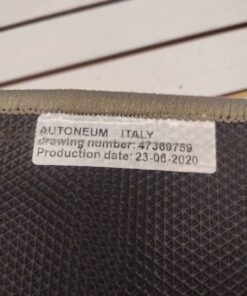 AUTONEUM ITALY
drawing number: 47369759
Production date: 23-06-2020